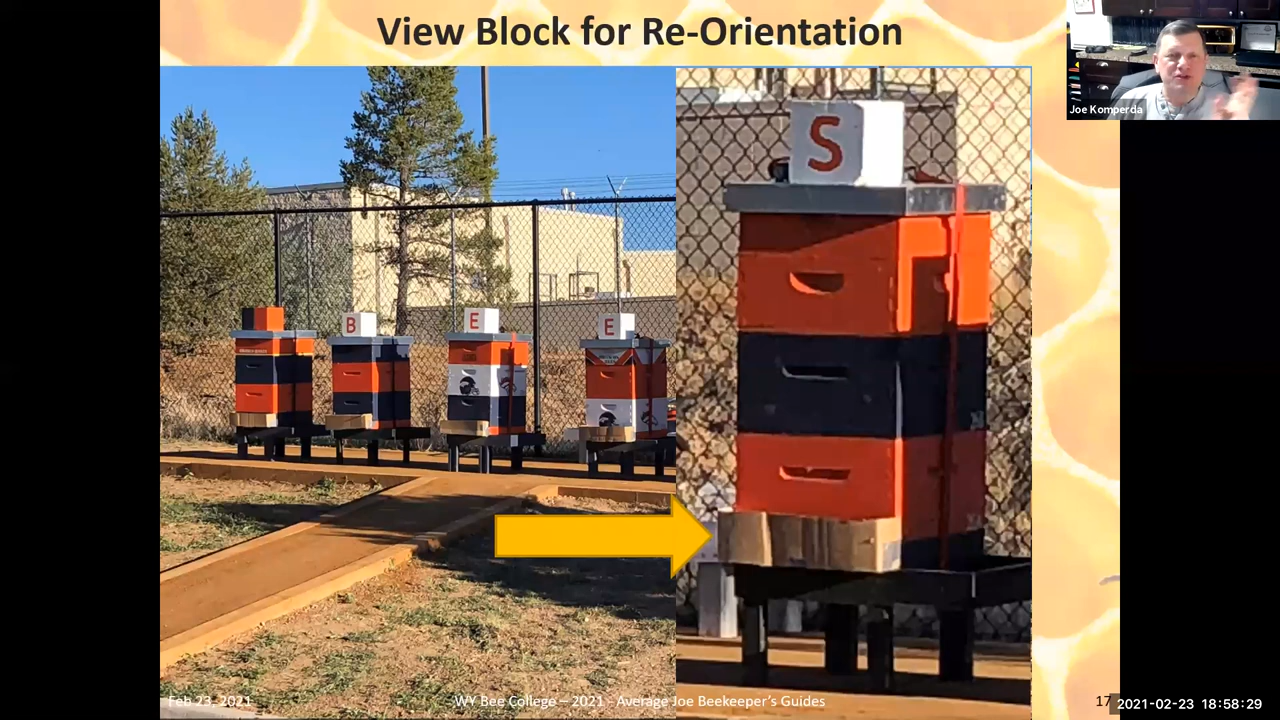 View Block for Re-Orientation
Joe Komperda
B
E
E
S
Feb 23, 2021
WY Bee College – 2021 - Average Joe Beekeeper's Guides
17
2021-02-23 18:58:29